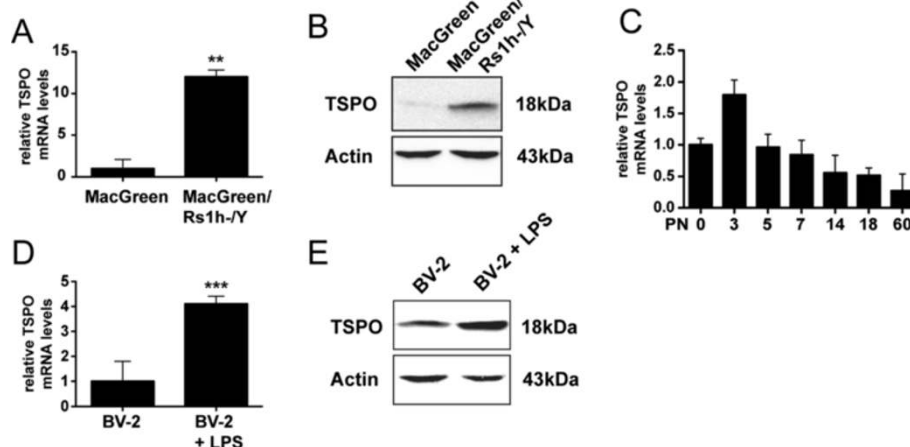 A
relative TSPO
mRNA levels
15
10
5
0
**
MacGreen
MacGreen/
Rs1h-/Y
B
MacGreen
MacGreen/
Rs1h-/Y
TSPO
18kDa
Actin
43kDa
C
relative TSPO
mRNA levels
2.5
2.0
1.5
1.0
0.5
0.0
PN 0 3 5 7 14 18 60
D
relative TSPO
mRNA levels
5
4
3
2
1
0
***
BV-2
BV-2
+ LPS
E
BV-2
BV-2 + LPS
TSPO
18kDa
Actin
43kDa